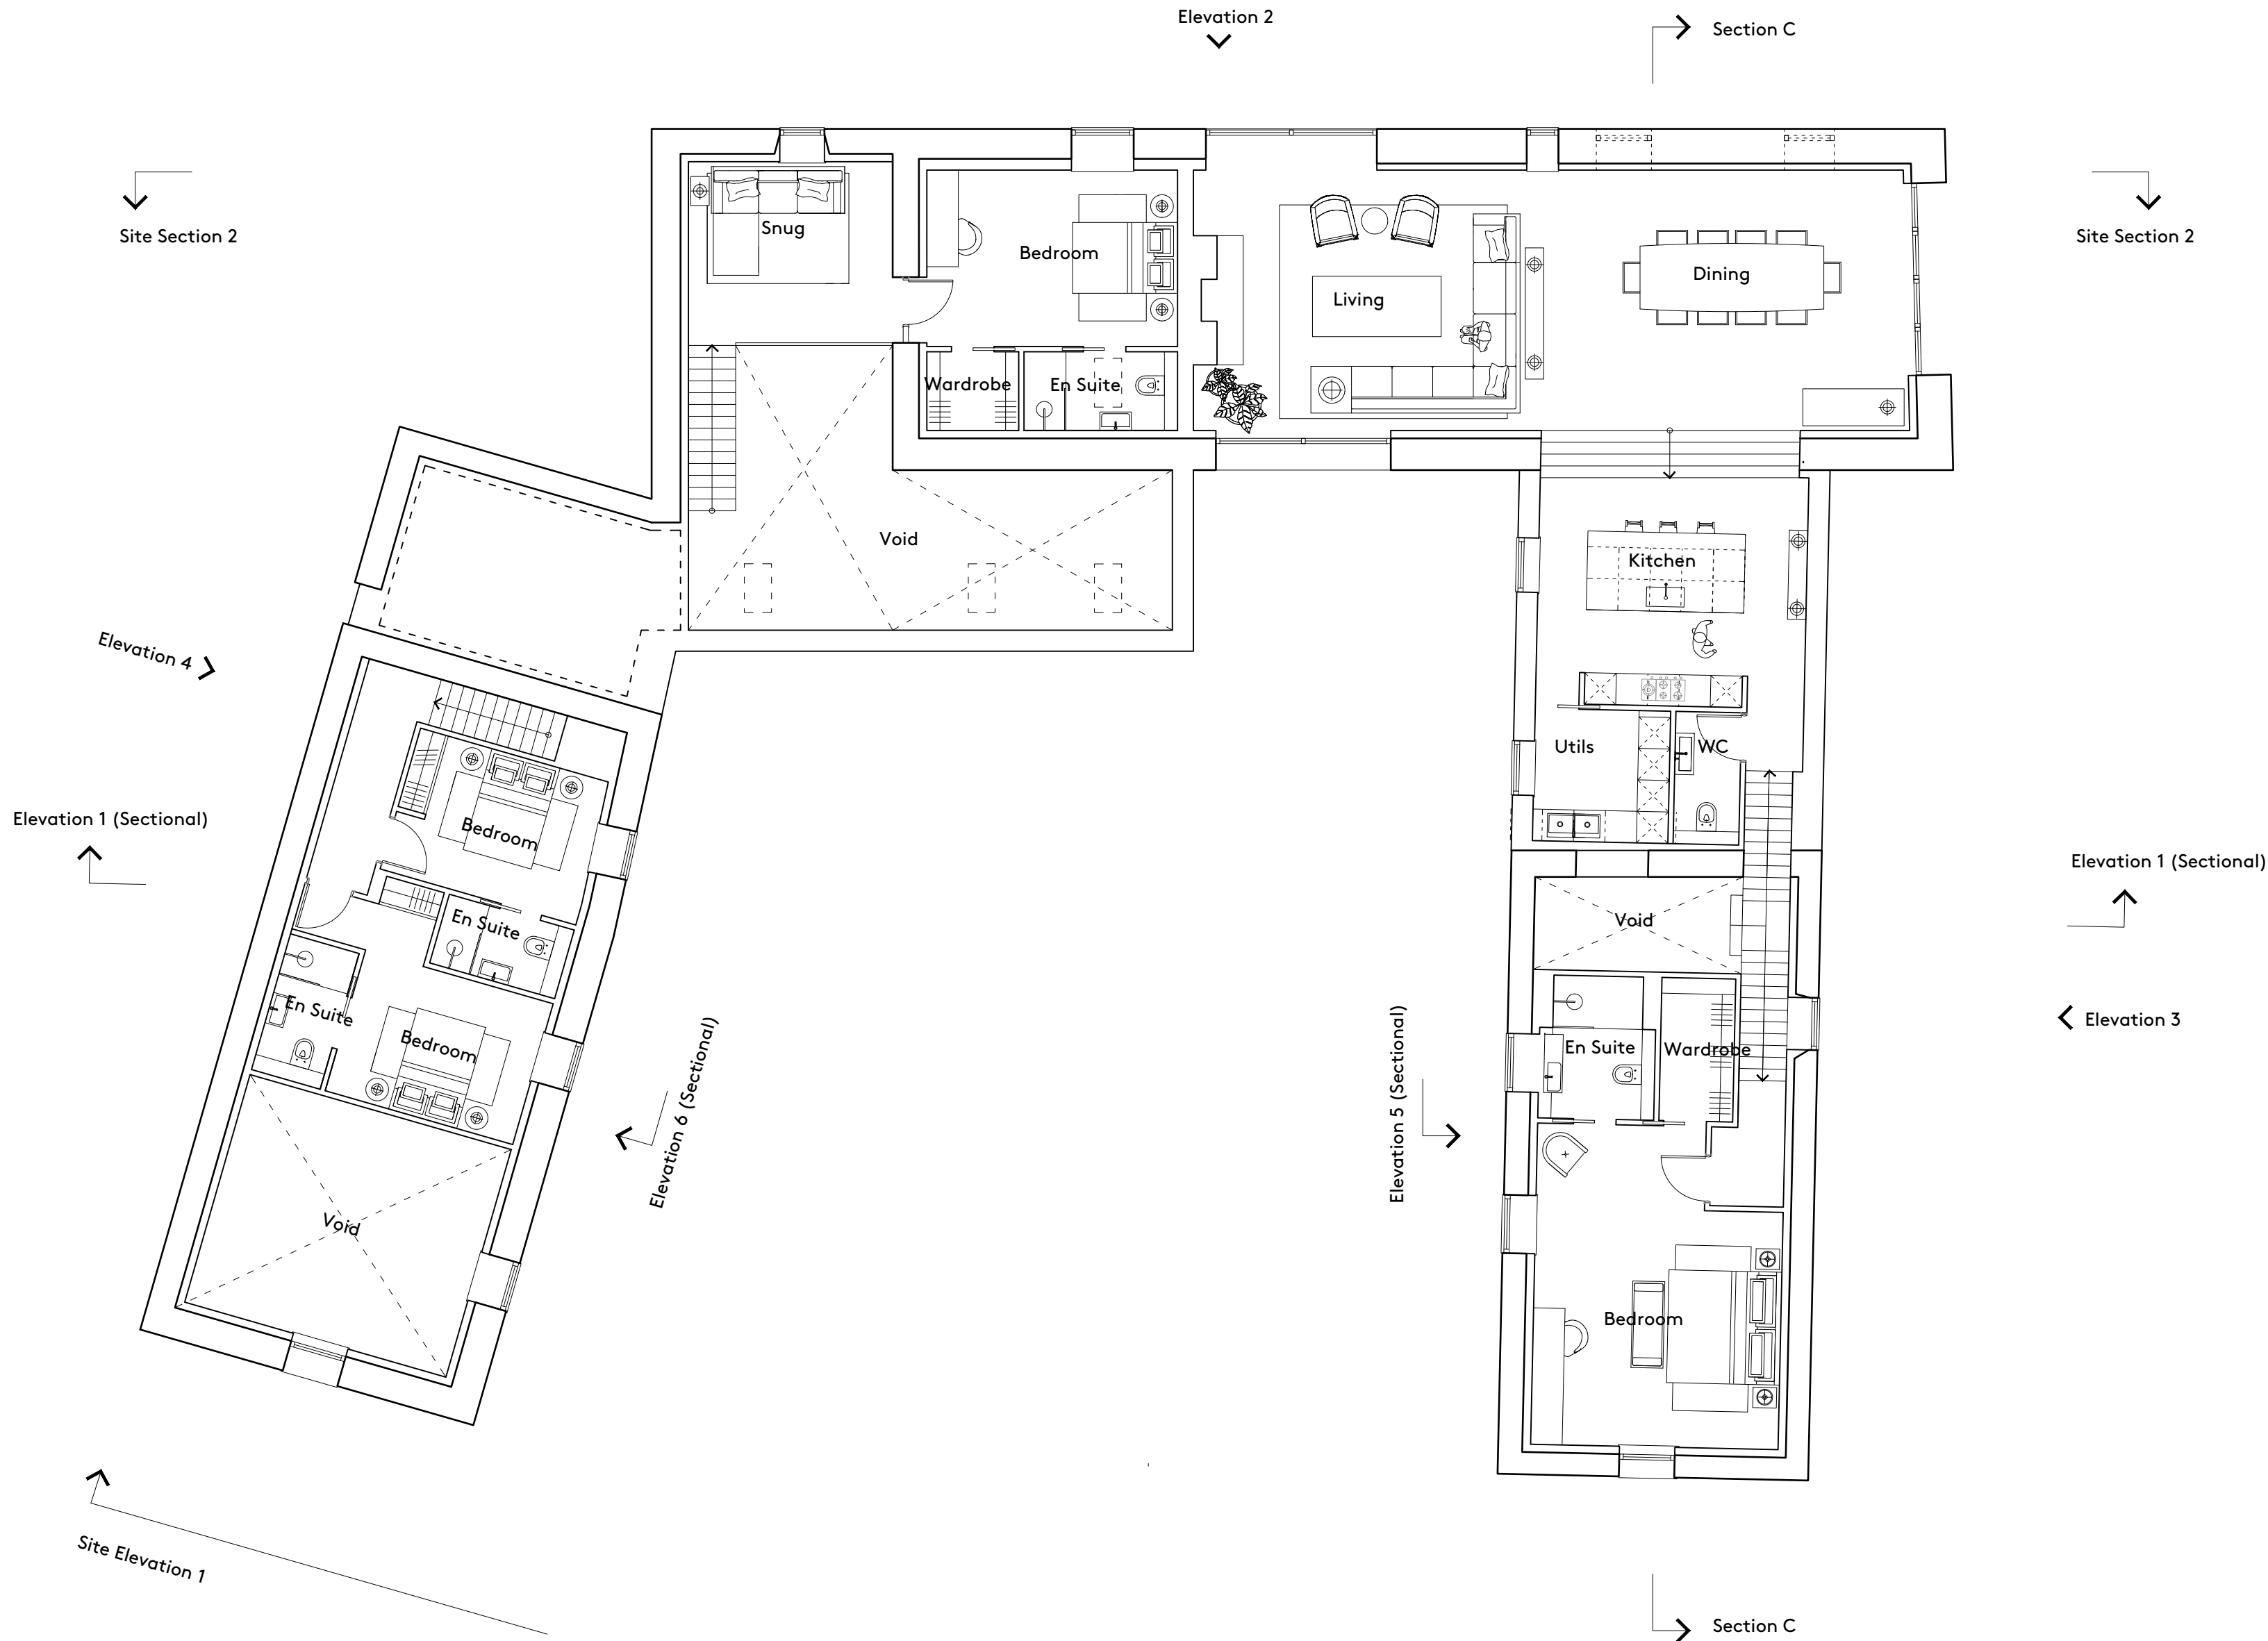 Elevation 2
Section C
Site Section 2
Site Section 2
Snug
Bedroom
Living
Dining
Wardrobe
En Suite
Void
Kitchen
Elevation 4
Utils
WC
Elevation 1 (Sectional)
Bedroom
Elevation 1 (Sectional)
En Suite
Void
En Suite
Bedroom
En Suite
Wardrobe
Elevation 3
Elevation 6 (Sectional)
Elevation 5 (Sectional)
Void
Bedroom
Site Elevation 1
Section C